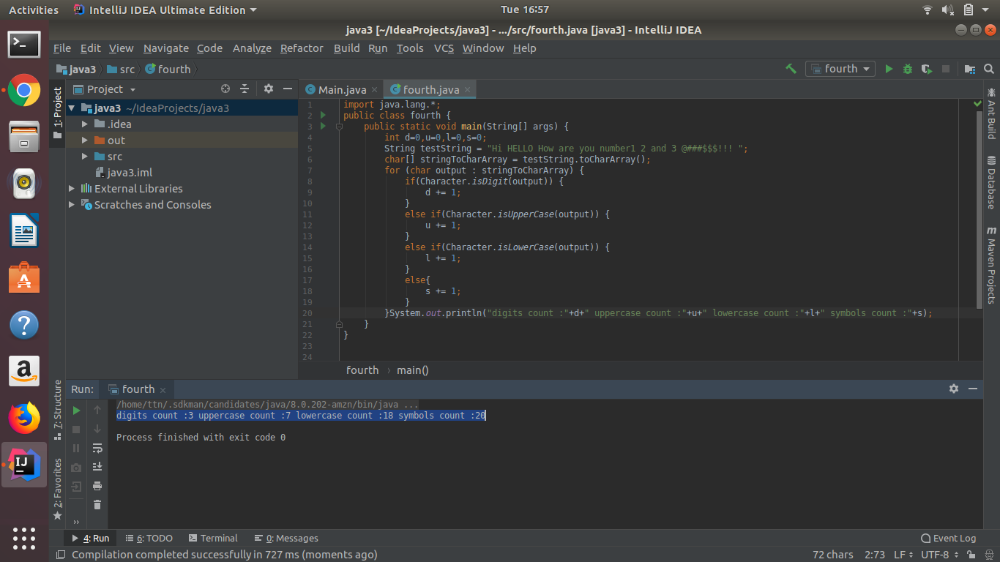 Activities IntelliJ IDEA Ultimate Edition Tue 16:57
java3 [~/IdeaProjects/java3] - .../src/fourth.java [java3] - IntelliJ IDEA
File Edit View Navigate Code Analyze Refactor Build Run Tools VCS Window Help
java3 src fourth fourth
Project Main.java fourth.java
1: Project
java3 ~/IdeaProjects/java3
.idea
out
src
java3.iml
External Libraries
Scratches and Consoles
1 import java.lang.*;
2 public class fourth {
3 public static void main(String[] args) {
4 int d=0,u=0,l=0,s=0;
5 String testString = "Hi HELLO How are you number1 2 and 3 @###$$$!!! ";
6 char[] stringToCharArray = testString.toCharArray();
7 for (char output : stringToCharArray) {
8 if(Character.isDigit(output)) {
9 d += 1;
10 }
11 else if(Character.isUpperCase(output)) {
12 u += 1;
13 }
14 else if(Character.isLowerCase(output)) {
15 l += 1;
16 }
17 else{
18 s += 1;
19 }
20 }System.out.println("digits count :"+d+" uppercase count :"+u+" lowercase count :"+l+" symbols count :"+s);
21 }
22 }
23
24
Ant Build
Database
m Maven Projects
fourth › main()
7: Structure
2: Favorites
Run: fourth
/home/ttn/.sdkman/candidates/java/8.0.202-amzn/bin/java ...
digits count :3 uppercase count :7 lowercase count :18 symbols count :20
Process finished with exit code 0
4: Run 6: TODO Terminal 0: Messages Event Log
Compilation completed successfully in 727 ms (moments ago) 72 chars 2:73 LF UTF-8